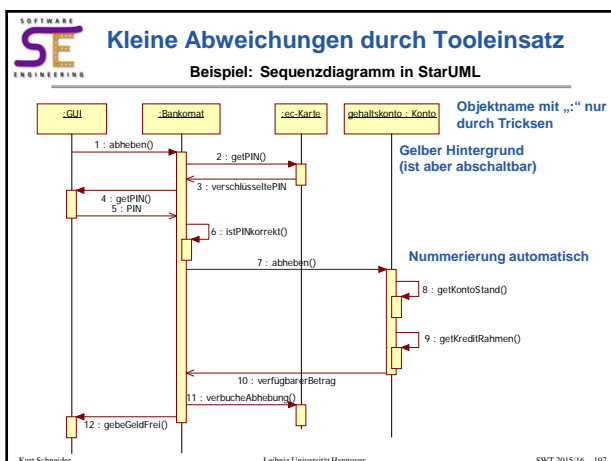 SOFTWARE
SE
ENGINEERING
Kleine Abweichungen durch Tooleinsatz
Beispiel: Sequenzdiagramm in StarUML
:GUI
:Bankomat
:ec-Karte
gehaltskonto : Konto
Objektname mit „:“ nur
durch Tricksen
Gelber Hintergrund
(ist aber abschaltbar)
1 : abheben()
2 : getPIN()
3 : verschlüsseltePIN
4 : getPIN()
5 : PIN
6 : istPINkorrekt()
Nummerierung automatisch
7 : abheben()
8 : getKontoStand()
9 : getKreditRahmen()
10 : verfügbarerBetrag
11 : verbucheAbhebung()
12 : gebeGeldFrei()
Kurt Schneider
Leibniz Universität Hannover
SWT 2015/16 197